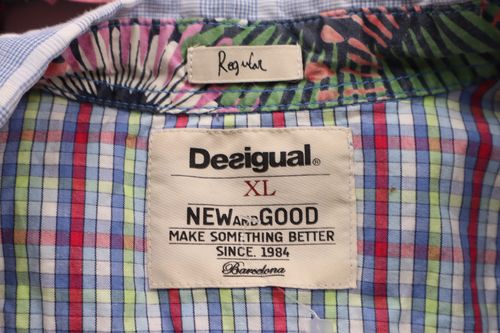 Regular
Desigual®
XL
NEW AND GOOD
MAKE SOMETHING BETTER
SINCE. 1984
Barcelona